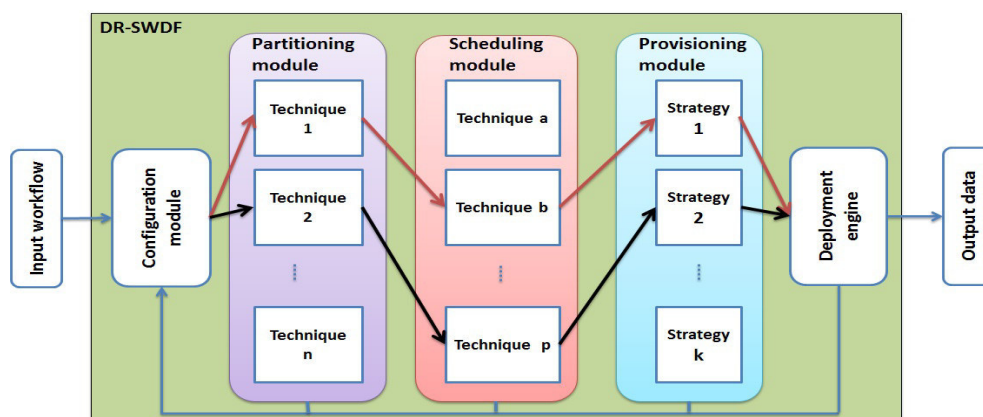 DR-SWDF
Partitioning
module
Scheduling
module
Provisioning
module
Input workflow
Configuration
module
Technique
1
Technique
2
Technique
n
Technique a
Technique b
Technique p
Strategy
1
Strategy
2
Strategy
k
Deployment
engine
Output data